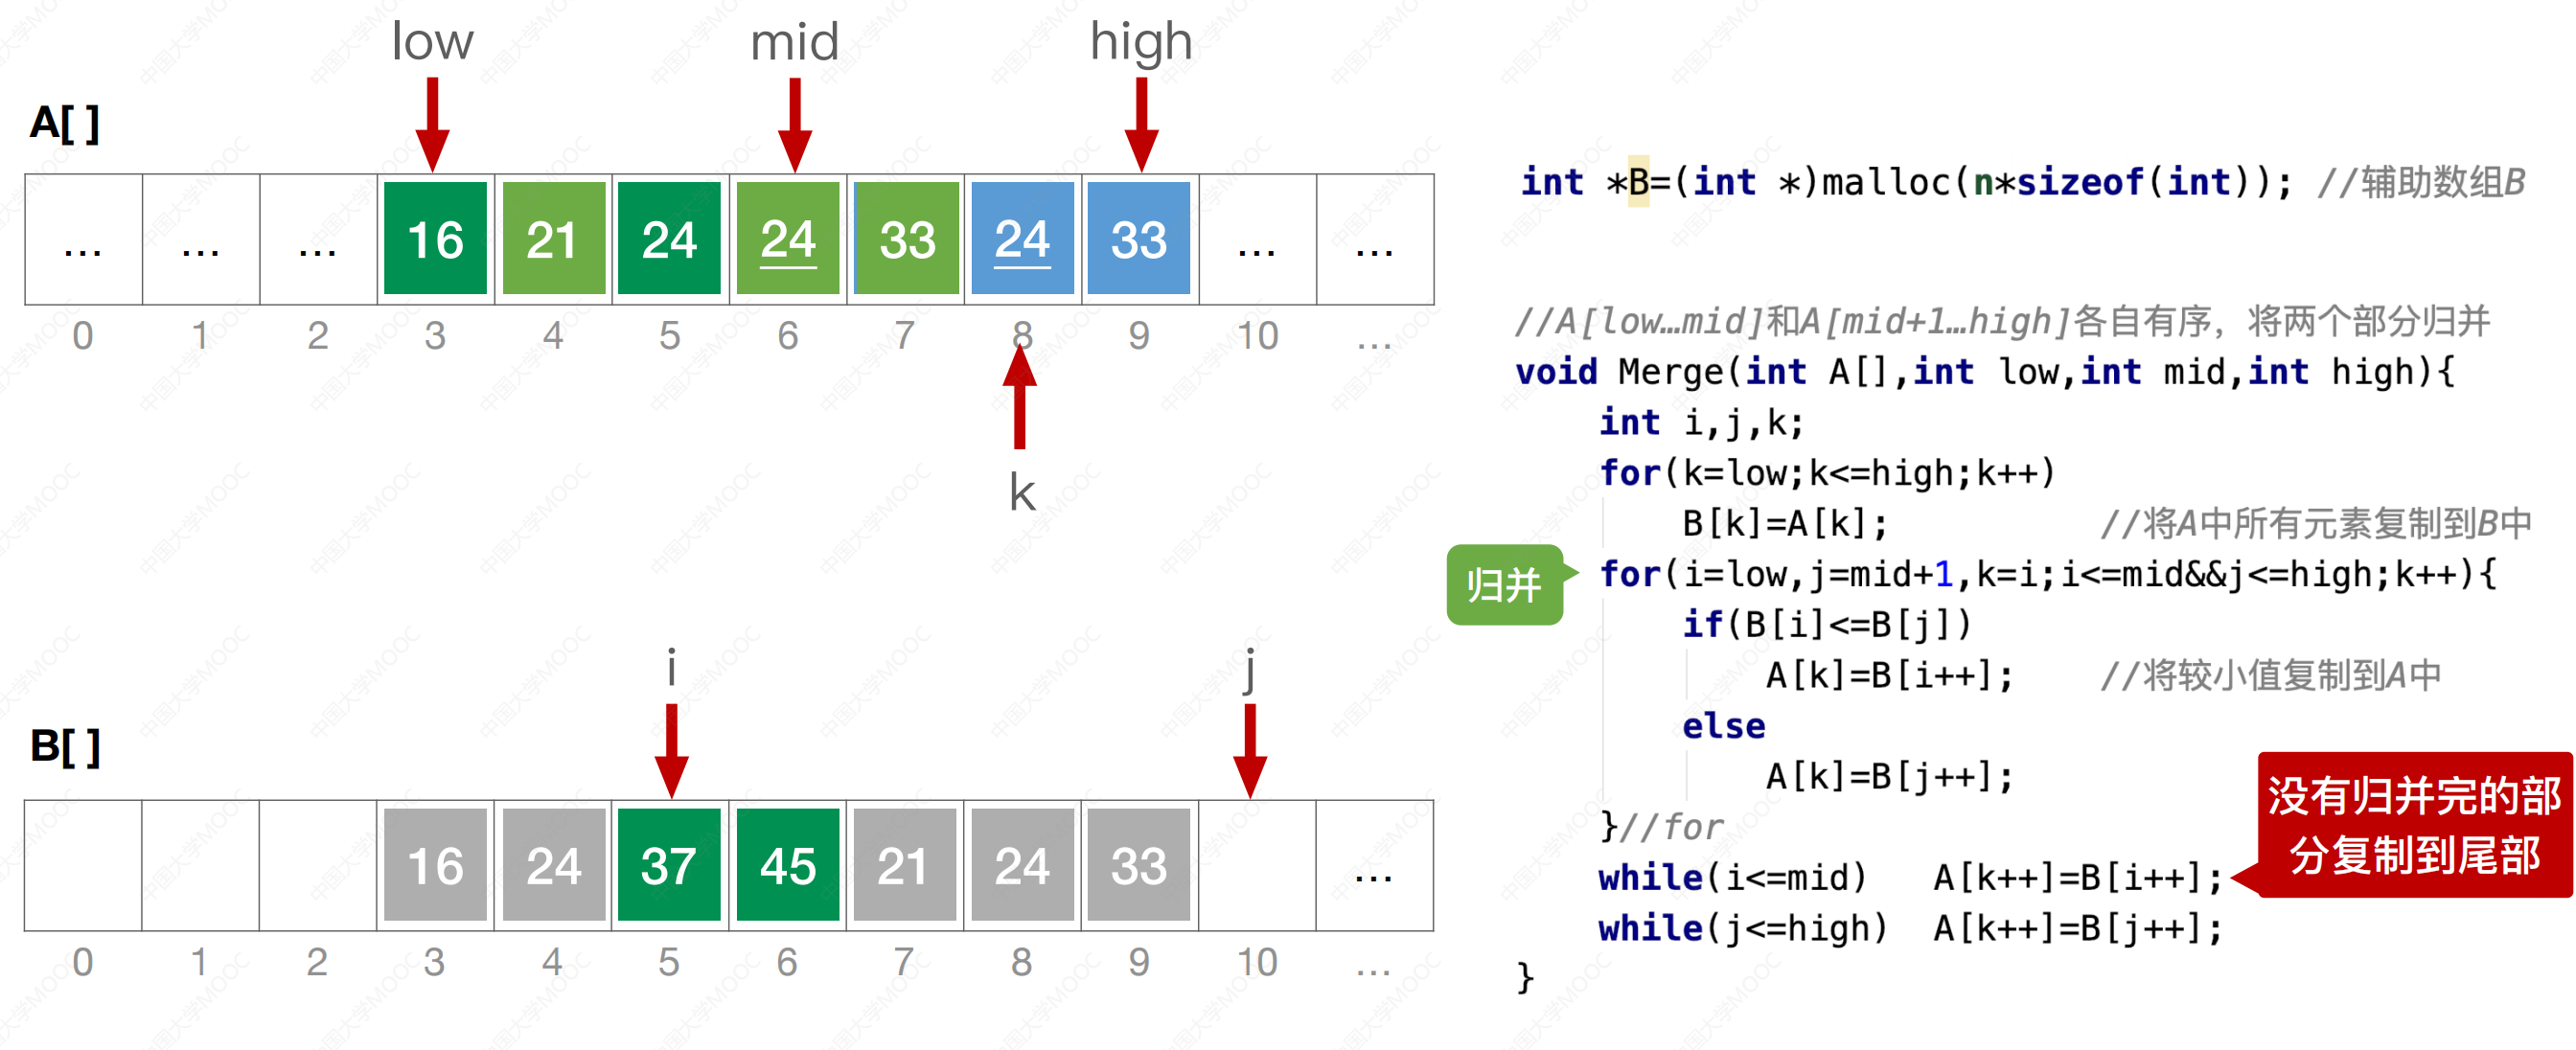 low mid high
A[ ]
... ... ... 16 21 24 24 33 24 33 ... ...
0 1 2 3 4 5 6 7 8 9 10 ...
k
i j
B[ ]
16 24 37 45 21 24 33 ...
0 1 2 3 4 5 6 7 8 9 10 ...
int *B=(int *)malloc(n*sizeof(int)); //辅助数组B
//A[low…mid]和A[mid+1…high]各自有序，将两个部分归并
void Merge(int A[],int low,int mid,int high){
int i,j,k;
for(k=low;k<=high;k++)
B[k]=A[k]; //将A中所有元素复制到B中
归并
for(i=low,j=mid+1,k=i;i<=mid&&j<=high;k++){
if(B[i]<=B[j])
A[k]=B[i++]; //将较小值复制到A中
else
A[k]=B[j++];
}//for
while(i<=mid) A[k++]=B[i++];
while(j<=high) A[k++]=B[j++];
}
没有归并完的部
分复制到尾部
中国大学MOOC